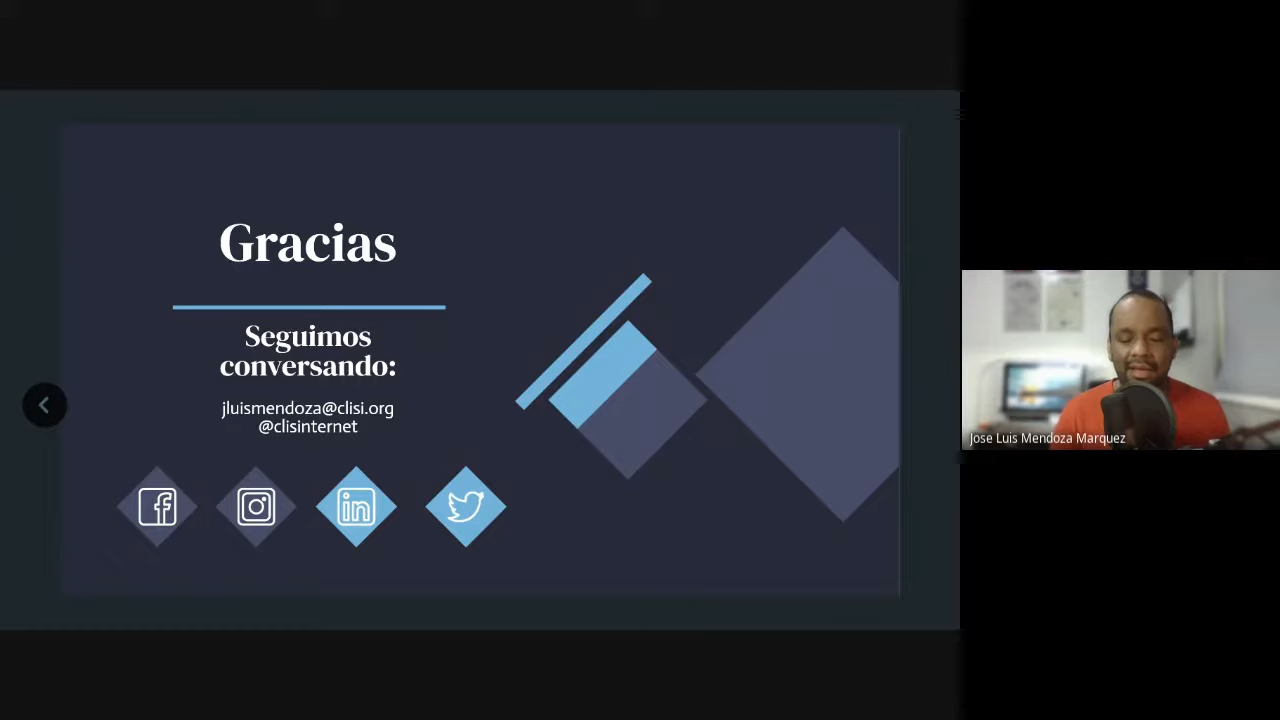 Gracias
Seguimos
conversando:
jluismendoza@clisi.org
@clisinternet
Jose Luis Mendoza Marquez